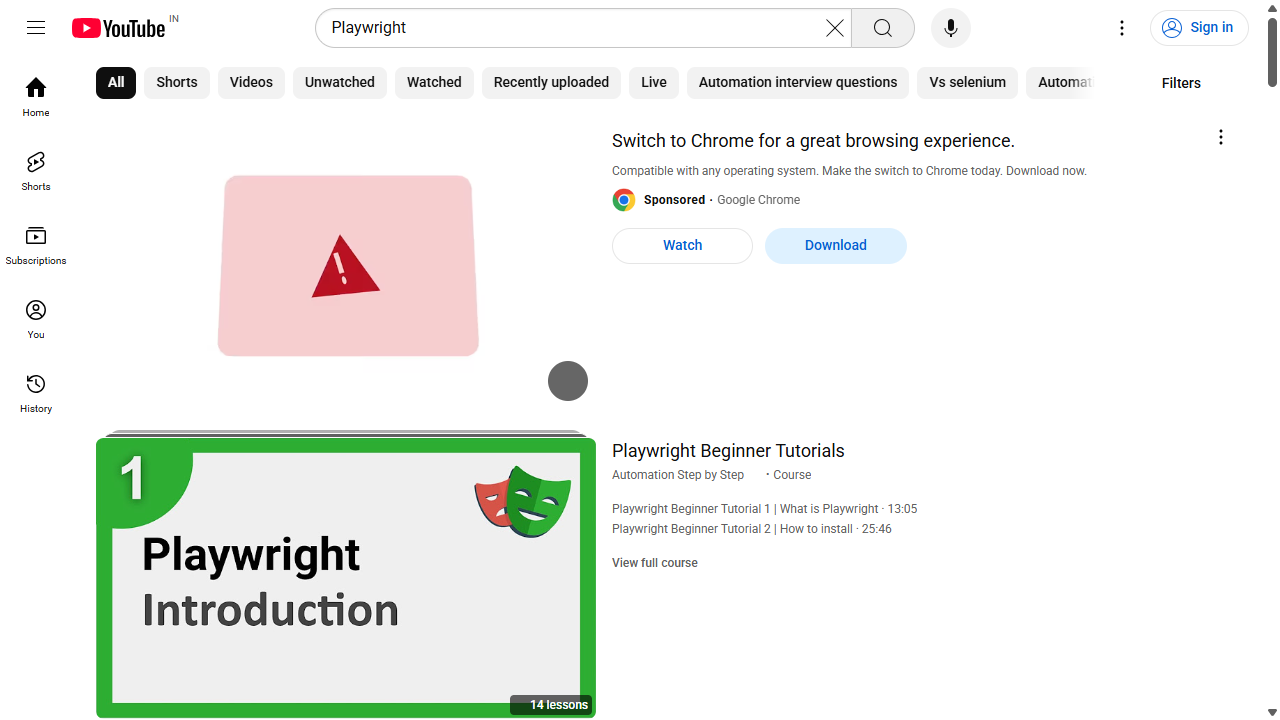 YouTube IN
Playwright
Sign in
All
Shorts
Videos
Unwatched
Watched
Recently uploaded
Live
Automation interview questions
Vs selenium
Filters
Home
Shorts
Subscriptions
You
History
Switch to Chrome for a great browsing experience.
Compatible with any operating system. Make the switch to Chrome today. Download now.
Sponsored · Google Chrome
Watch
Download
1
Playwright
Introduction
14 lessons
Playwright Beginner Tutorials
Automation Step by Step · Course
Playwright Beginner Tutorial 1 | What is Playwright · 13:05
Playwright Beginner Tutorial 2 | How to install · 25:46
View full course